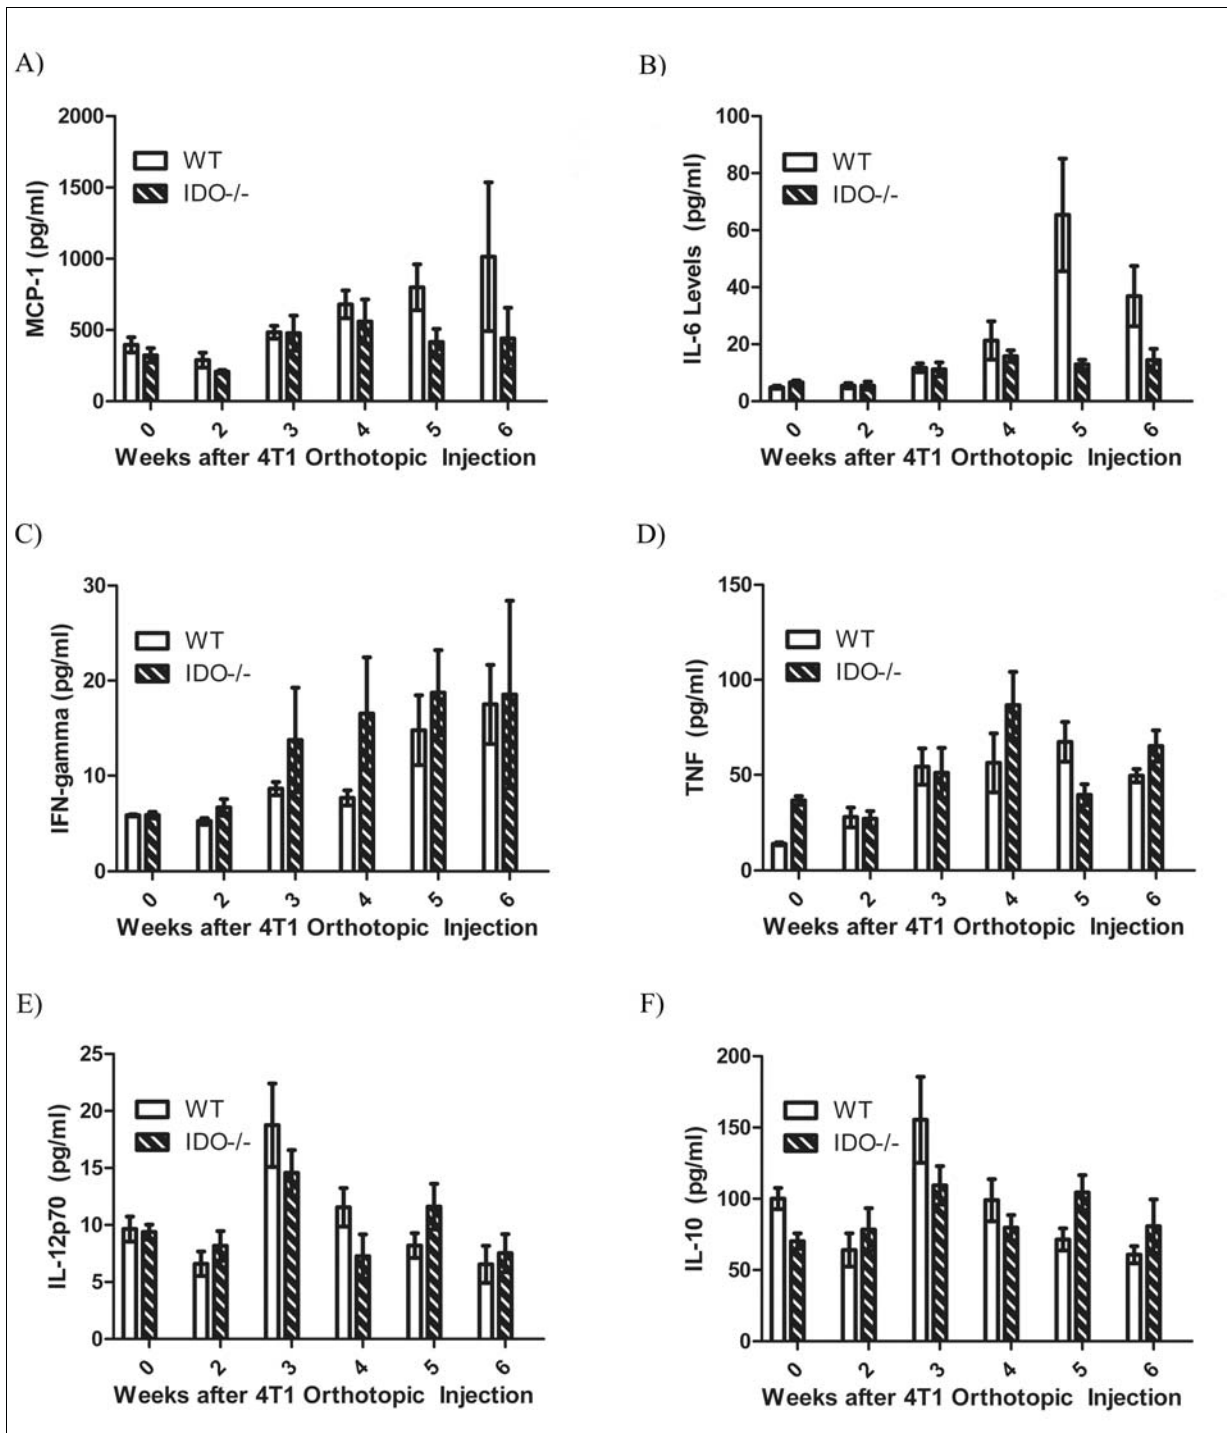 A)
MCP-1 (pg/ml)
2000
1500
1000
500
0
WT
IDO-/-
0 2 3 4 5 6
Weeks after 4T1 Orthotopic Injection
B)
IL-6 Levels (pg/ml)
100
80
60
40
20
0
WT
IDO-/-
0 2 3 4 5 6
Weeks after 4T1 Orthotopic Injection
C)
IFN-gamma (pg/ml)
30
20
10
0
WT
IDO-/-
0 2 3 4 5 6
Weeks after 4T1 Orthotopic Injection
D)
TNF (pg/ml)
150
100
50
0
WT
IDO-/-
0 2 3 4 5 6
Weeks after 4T1 Orthotopic Injection
E)
IL-12p70 (pg/ml)
25
20
15
10
5
0
WT
IDO-/-
0 2 3 4 5 6
Weeks after 4T1 Orthotopic Injection
F)
IL-10 (pg/ml)
200
150
100
50
0
WT
IDO-/-
0 2 3 4 5 6
Weeks after 4T1 Orthotopic Injection